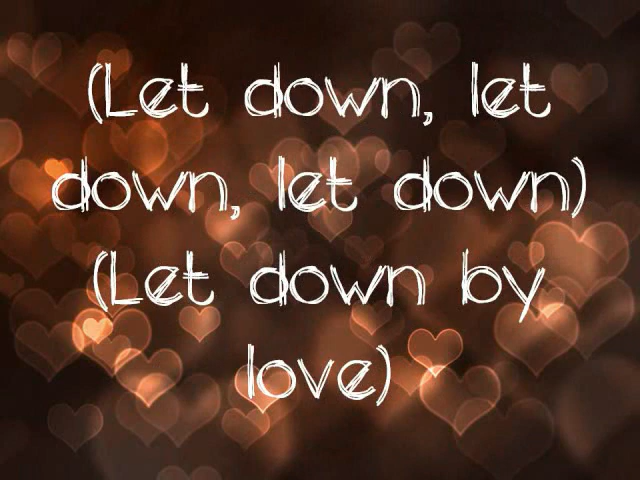 (Let down, let
down, let down)
(Let down by
love)